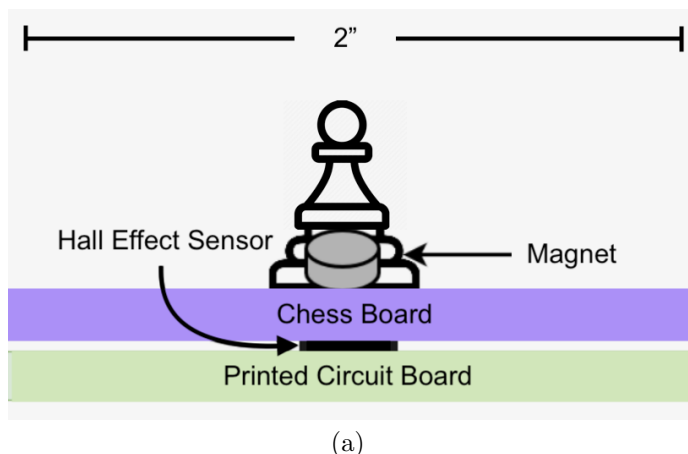 2”
Hall Effect Sensor
Magnet
Chess Board
Printed Circuit Board
(a)